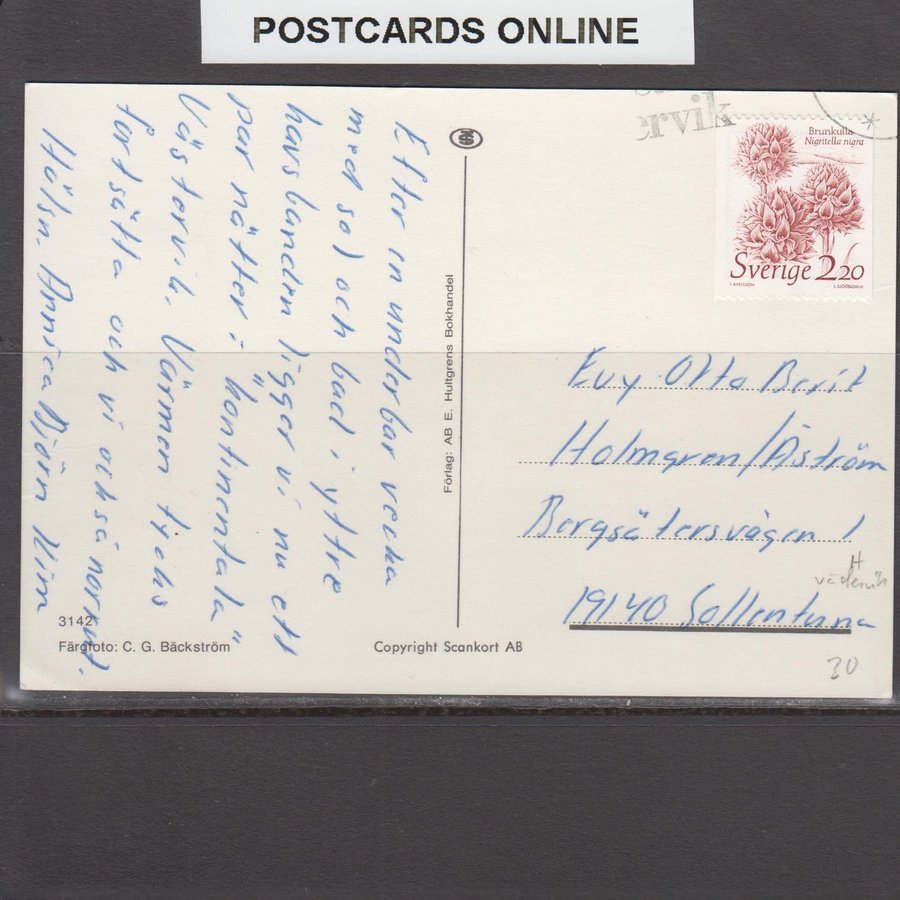 POSTCARDS ONLINE
ervik
Brunkulla
Nigritella nigra
Sverige 2.20
Efter en underbar vecka
med sol och bad i yttre
havsbandet ligger vi nu ett
par nätter i "kontinentala"
Västervik. Värmen tycks
fortsätta och vi också norrut.
Hälsn. Annica Björn Kim
Förlag: AB E. Hultgrens Bokhandel
Evy Otto Berit
Holmgren/Åström
Bergsätersvägen 1
19140 Sollentuna
H
30
3142
Färgfoto: C. G. Bäckström
Copyright Scankort AB